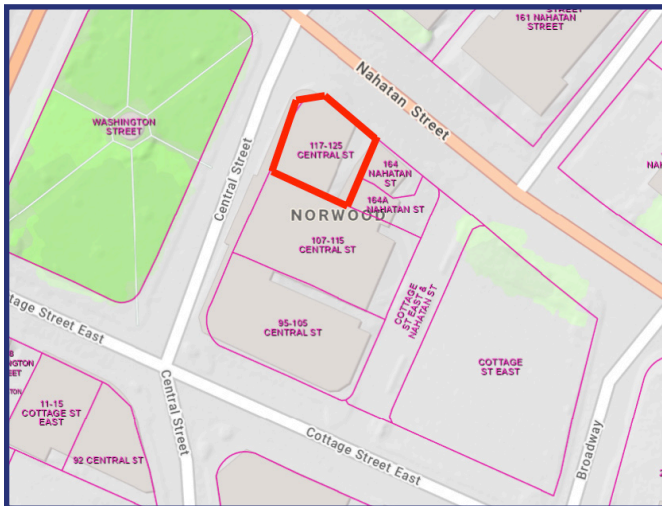 161 NAHATAN
STREET
Nahatan Street
WASHINGTON
STREET
117-125
CENTRAL ST
164
NAHATAN
ST
Central Street
164A
NAHATAN ST
NORWOOD
107-115
CENTRAL ST
COTTAGE
ST EAST &
NAHATAN ST
95-105
CENTRAL ST
COTTAGE
ST EAST
tage Street East
11-15
COTTAGE ST
EAST
92 CENTRAL ST
Central Street
Cottage Street East
Broadway